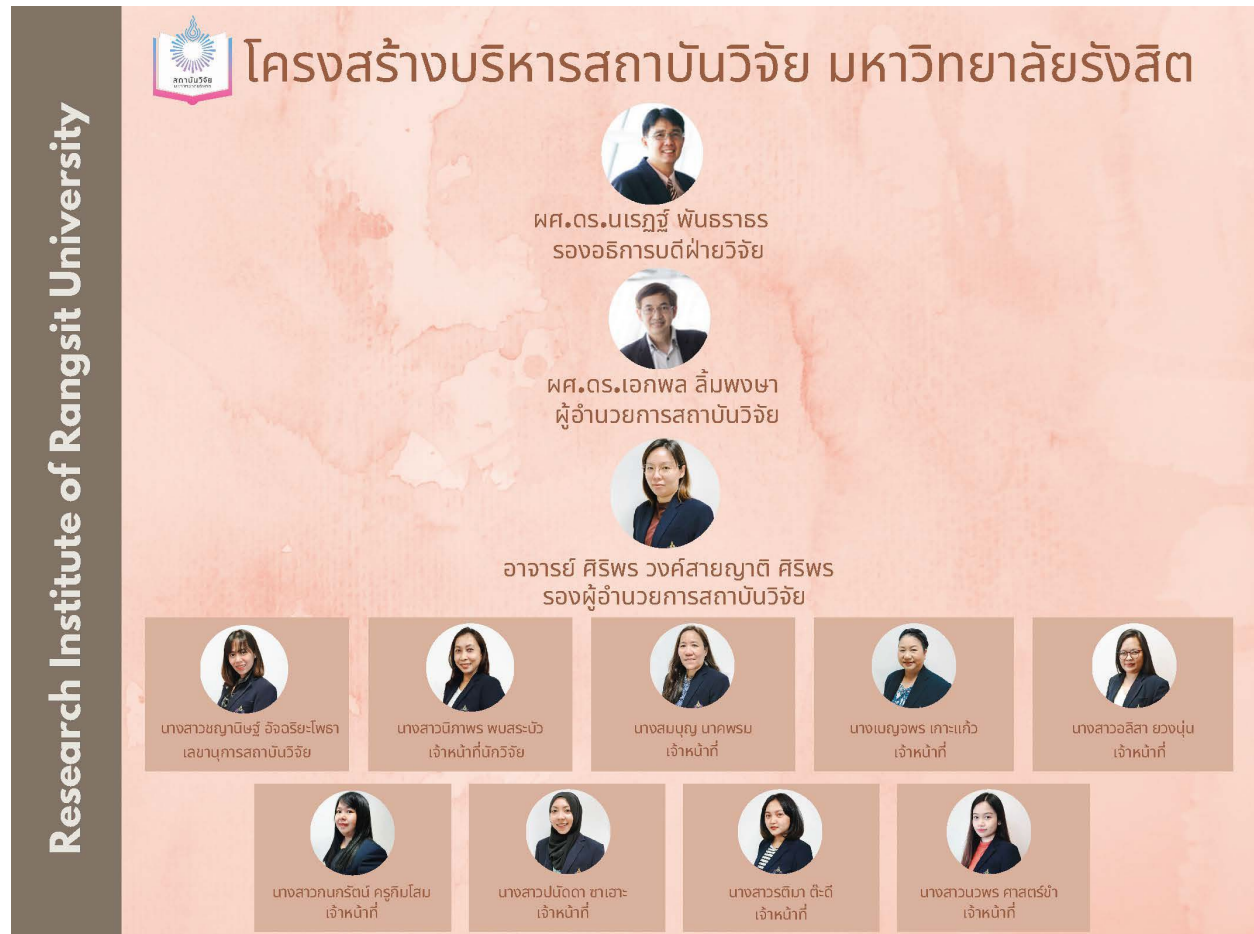 Research Institute of Rangsit University
สถาบันวิจัย
โครงสร้างบริหารสถาบันวิจัย มหาวิทยาลัยรังสิต
ผศ.ดร.นเรฏฐ์ พันธราธร
รองอธิการบดีฝ่ายวิจัย
ผศ.ดร.เอกพล ลิ้มพงษา
ผู้อำนวยการสถาบันวิจัย
อาจารย์ ศิริพร วงค์สายญาติ ศิริพร
รองผู้อำนวยการสถาบันวิจัย
นางสาวชญานิษฐ์ อัจฉริยะโพธา
เลขานุการสถาบันวิจัย
นางสาวนิภาพร พบสระบัว
เจ้าหน้าที่นักวิจัย
นางสมบุญ นาคพรม
เจ้าหน้าที่
นางเบญจพร เกาะแก้ว
เจ้าหน้าที่
นางสาวอลิสา ยวงนุ่น
เจ้าหน้าที่
นางสาวกนกรัตน์ ครูกิมโสม
เจ้าหน้าที่
นางสาวปนัดดา ซาเฮาะ
เจ้าหน้าที่
นางสาวรติมา ต๊ะดี
เจ้าหน้าที่
นางสาวนวพร ศาสตร์ขำ
เจ้าหน้าที่